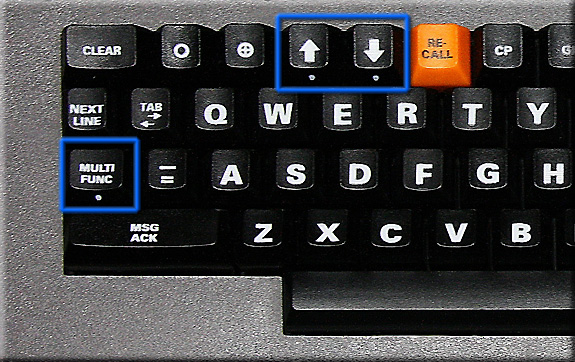 CLEAR RE-CALL CP G
NEXT LINE TAB Q W E R T Y
MULTI FUNC A S D F G H
MSG ACK Z X C V B